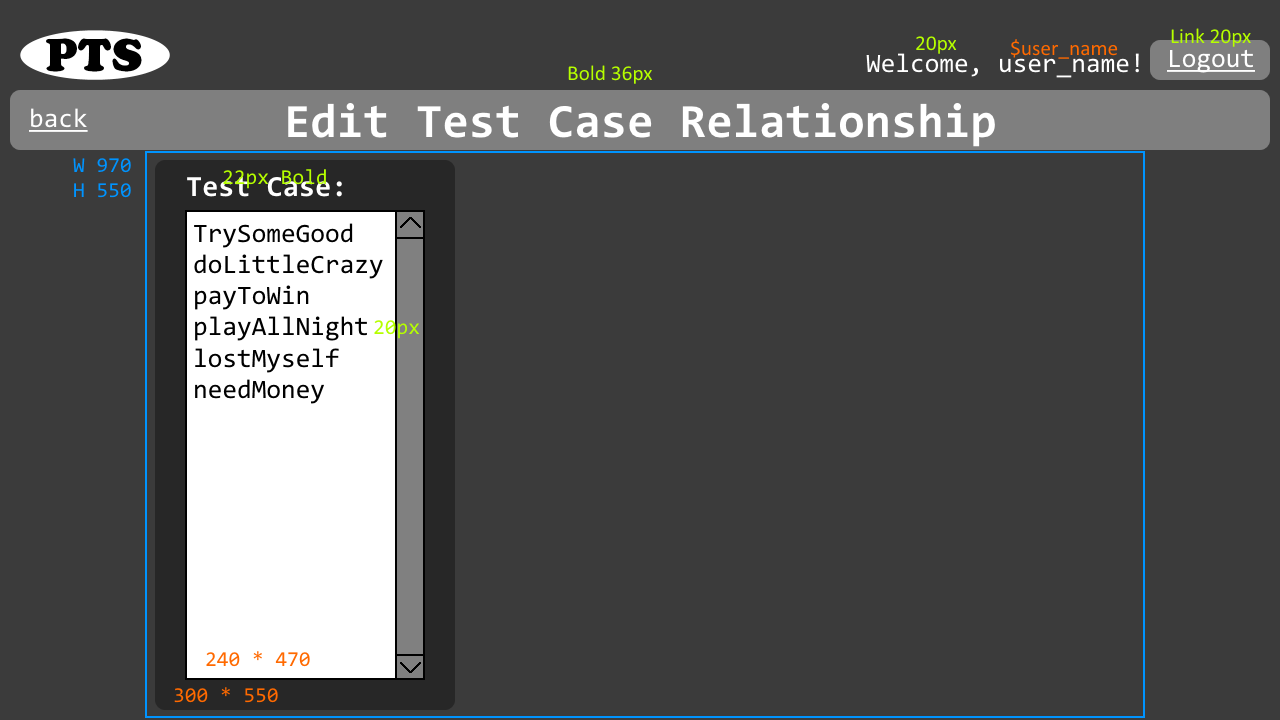 PTS
20px
$user_name
Link 20px
Welcome, user_name!
Logout
Bold 36px
back
Edit Test Case Relationship
W 970
H 550
22px Bold
Test Case:
TrySomeGood
doLittleCrazy
payToWin
playAllNight
20px
lostMyself
needMoney
240 * 470
300 * 550